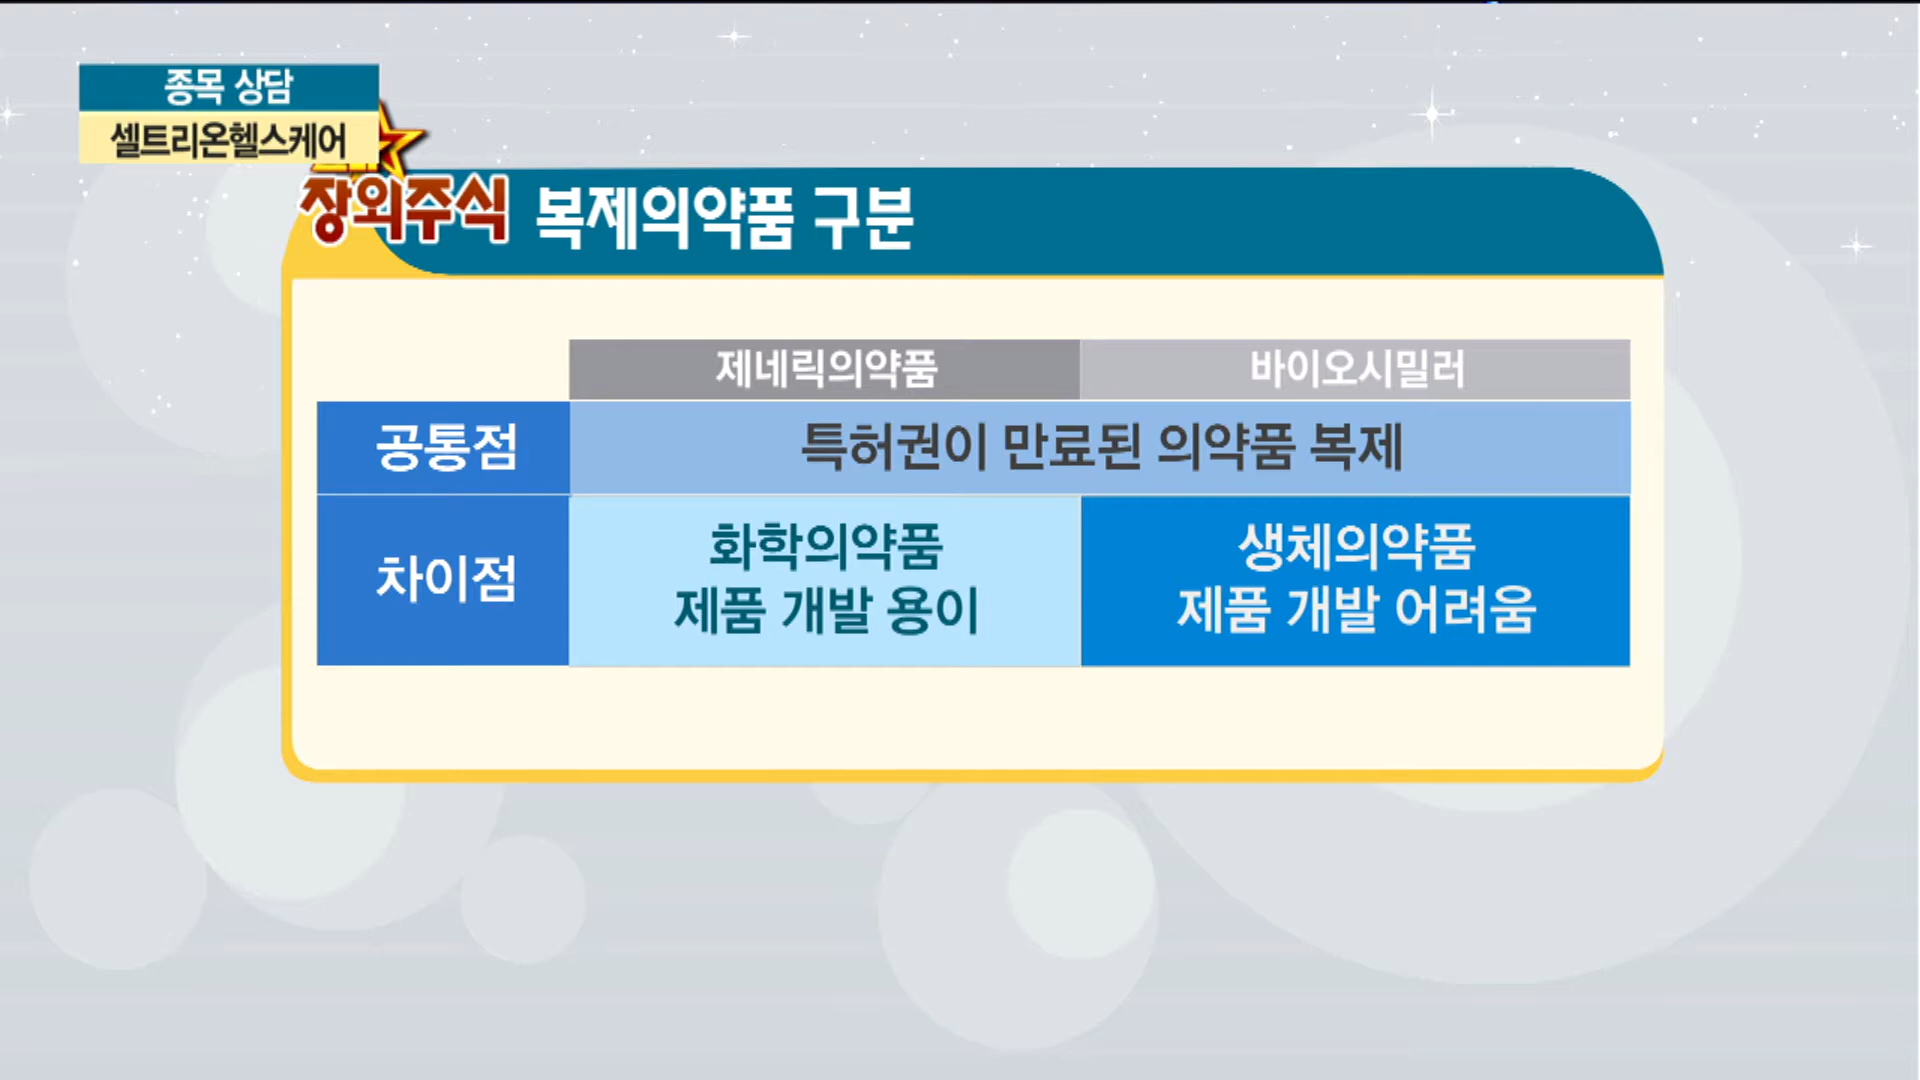 종목 상담
셀트리온헬스케어
장외주식 복제의약품 구분
제네릭의약품 바이오시밀러
공통점 특허권이 만료된 의약품 복제
차이점
화학의약품
제품 개발 용이
생체의약품
제품 개발 어려움